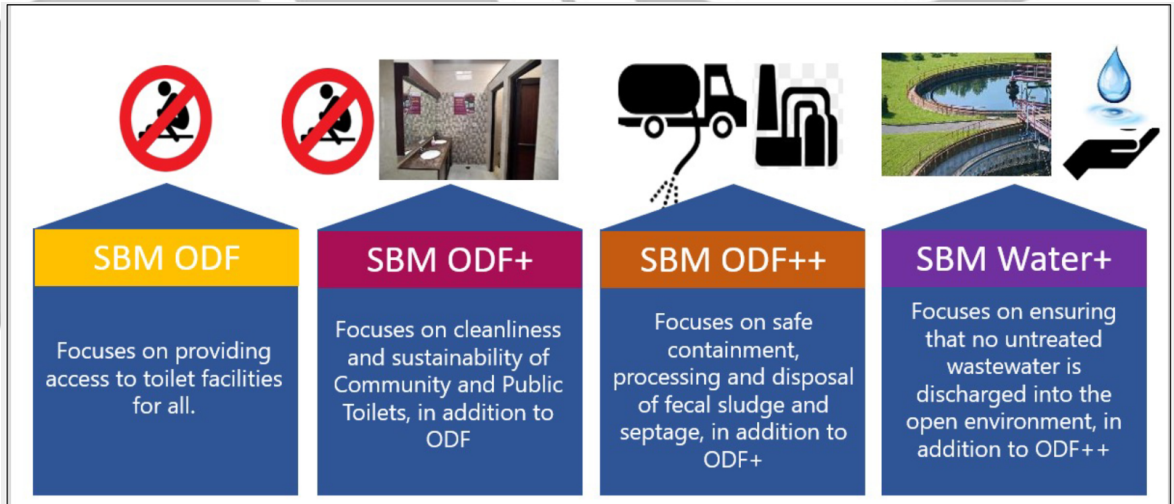 SBM ODF
Focuses on providing
access to toilet facilities
for all.
SBM ODF+
Focuses on cleanliness
and sustainability of
Community and Public
Toilets, in addition to
ODF
SBM ODF++
Focuses on safe
containment,
processing and disposal
of fecal sludge and
septage, in addition to
ODF+
SBM Water+
Focuses on ensuring
that no untreated
wastewater is
discharged into the
open environment, in
addition to ODF++